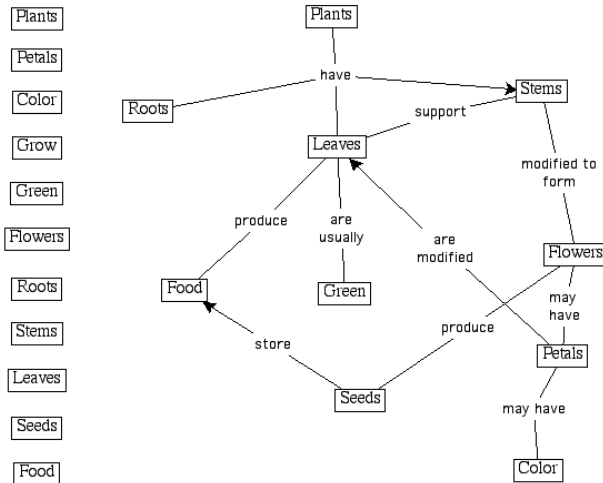 Plants
Petals
Color
Grow
Green
Flowers
Roots
Stems
Leaves
Seeds
Food
Plants
have
Roots
Stems
support
Leaves
modified to
form
produce
are
usually
are
modified
Flowers
Food
Green
may
have
produce
store
Petals
Seeds
may have
Color